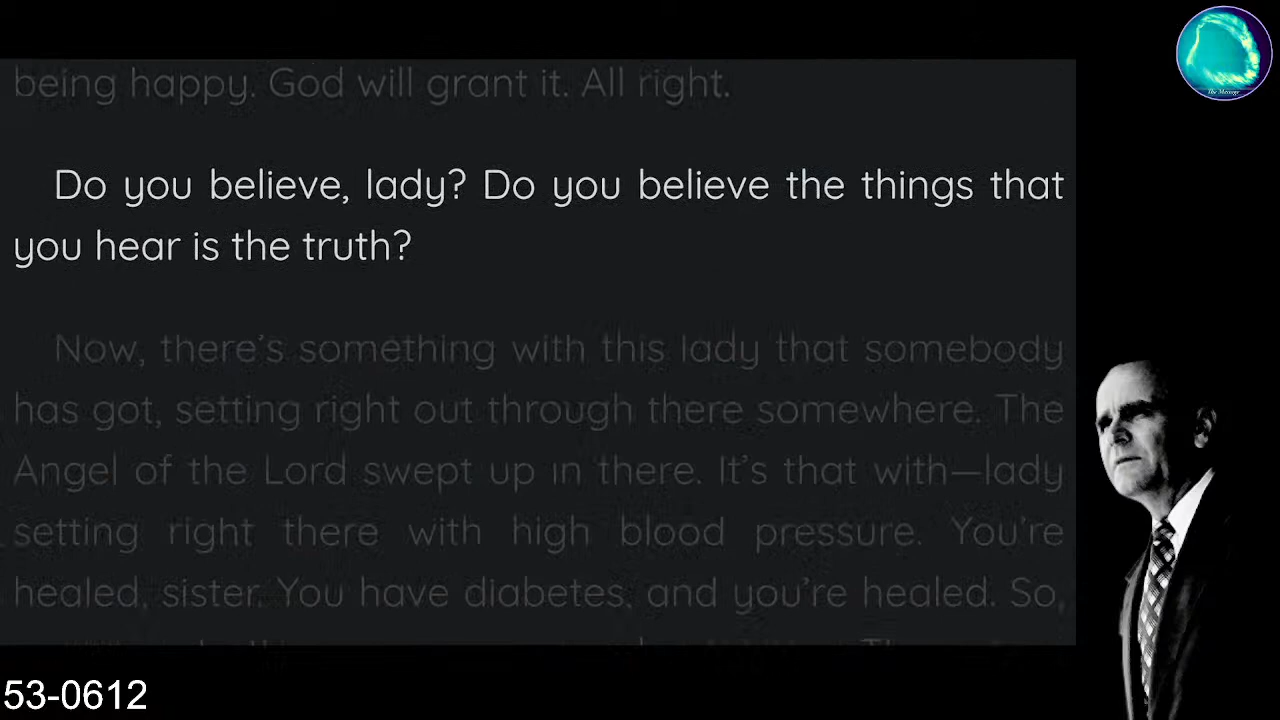 being happy. God will grant it. All right.
Do you believe, lady? Do you believe the things that
you hear is the truth?
Now, there's something with this lady that somebody
has got, setting right out through there somewhere. The
Angel of the Lord swept up in there. It's that with—lady
setting right there with high blood pressure. You're
healed, sister. You have diabetes, and you're healed. So,
The Message
53-0612